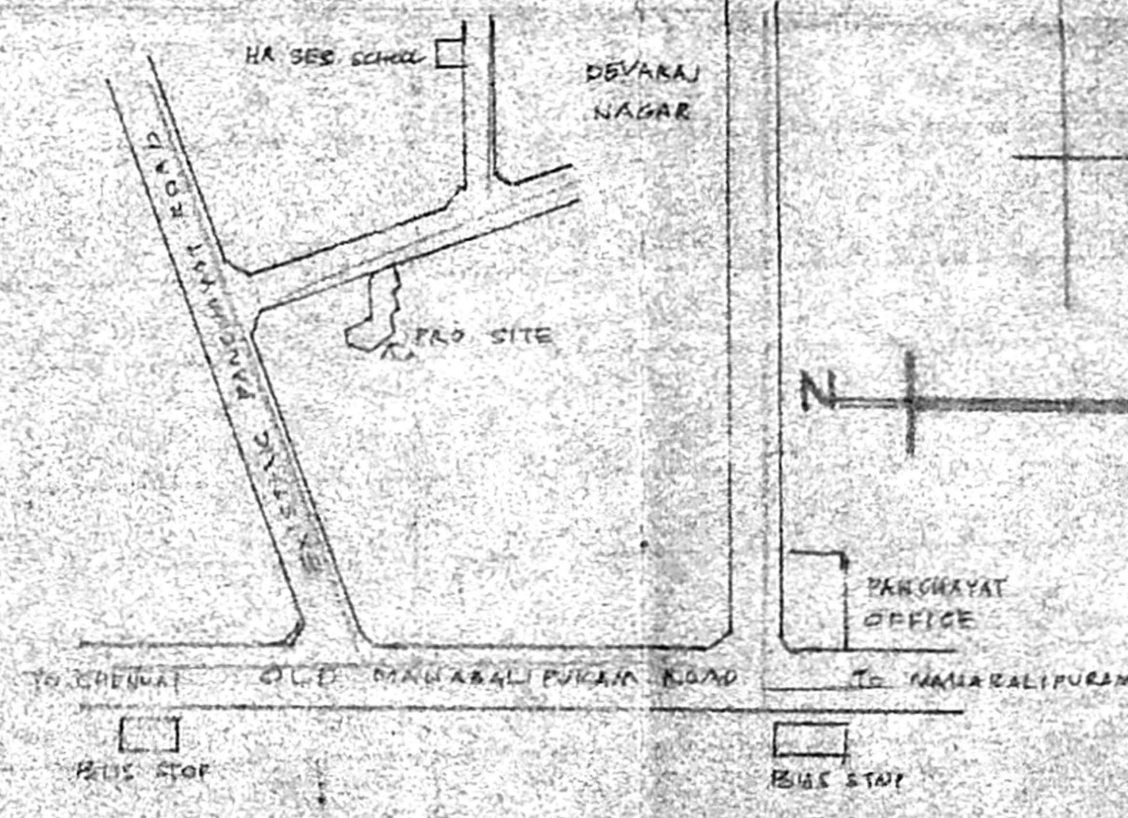 HR SEC. School
DEVARAJ
NAGAR
EXISTING PANCHAYAT ROAD
PRO SITE
N
PANCHAYAT
OFFICE
TO CHENNAI
OLD MAHABALIPURAM ROAD
To MAHABALIPURAM
BUS STOP
BUS STOP